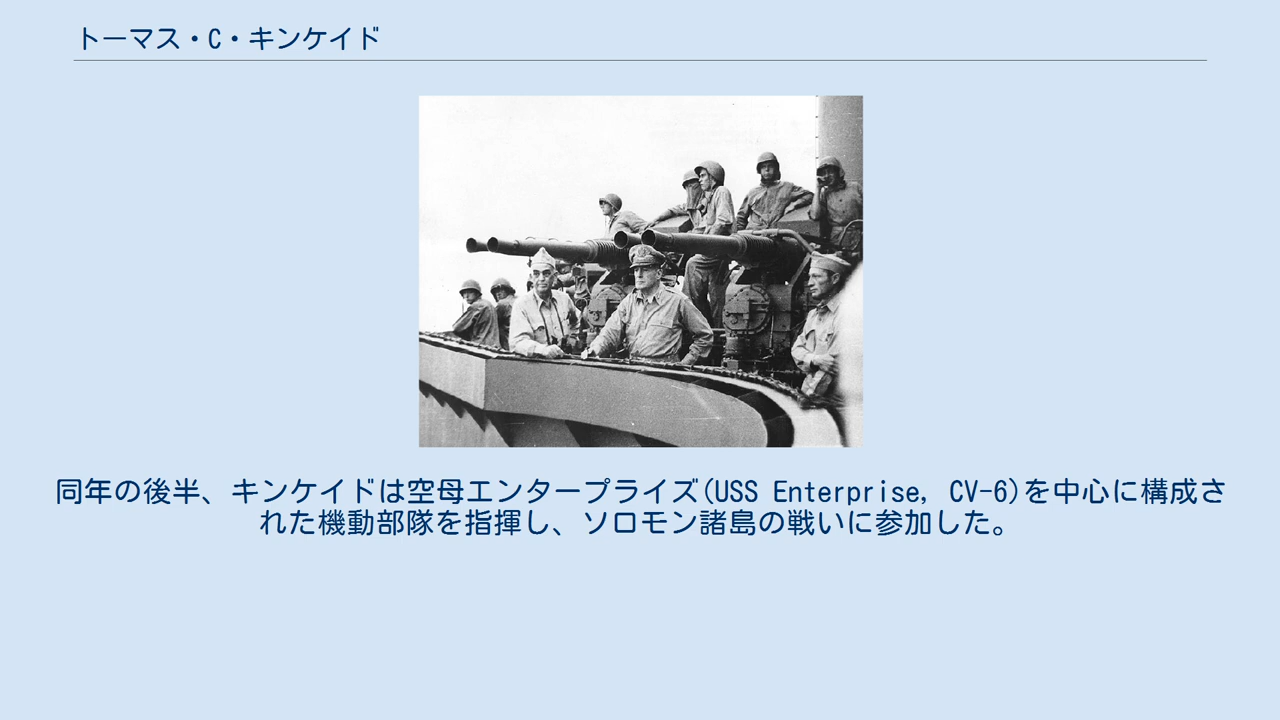 トーマス・C・キンケイド
同年の後半、キンケイドは空母エンタープライズ(USS Enterprise, CV-6)を中心に構成さ
れた機動部隊を指揮し、ソロモン諸島の戦いに参加した。